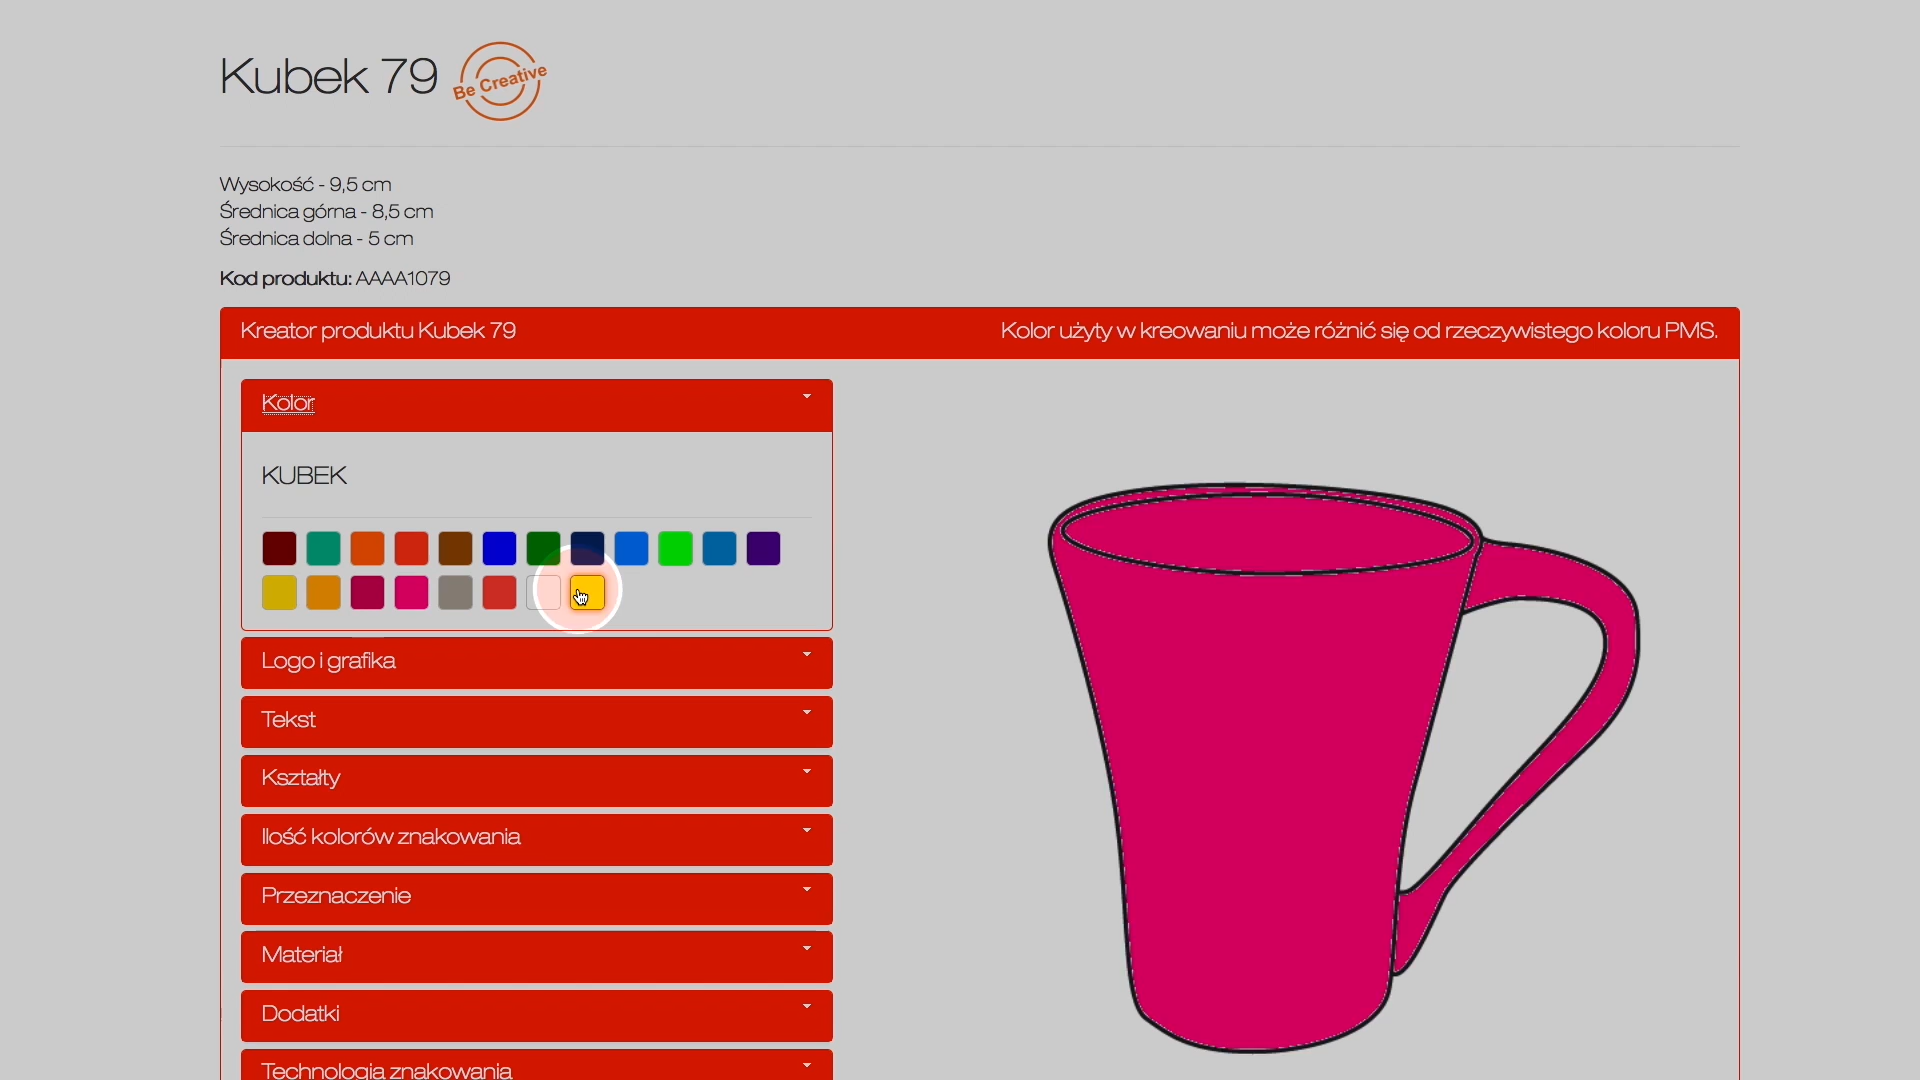 Kubek 79
Be Creative
Wysokość - 9,5 cm
Średnica górna - 8,5 cm
Średnica dolna - 5 cm
Kod produktu: AAAA1079
Kreator produktu Kubek 79
Kolor użyty w kreowaniu może różnić się od rzeczywistego koloru PMS.
Kolor
KUBEK
Logo i grafika
Tekst
Kształty
Ilość kolorów znakowania
Przeznaczenie
Materiał
Dodatki
Technologia znakowania